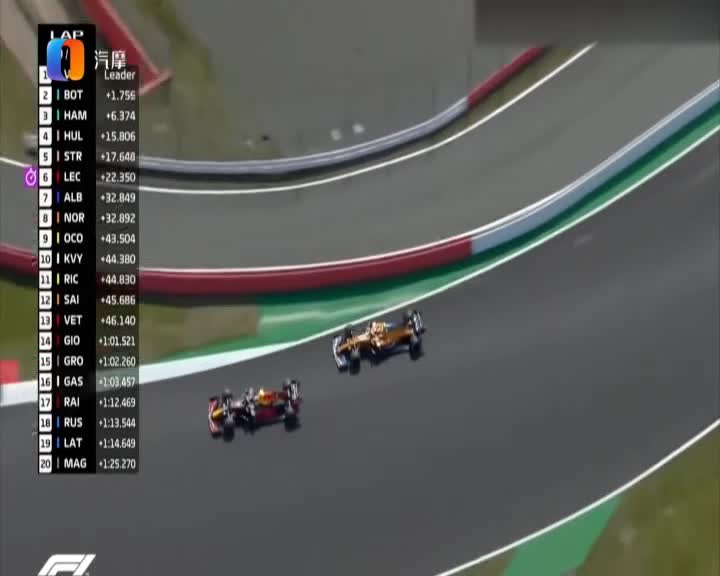 LAP
汽摩
1 Leader
2 BOT +1.756
3 HAM +6.374
4 HUL +15.806
5 STR +17.648
6 LEC +22.350
7 ALB +32.849
8 NOR +32.892
9 OCO +43.504
10 KVY +44.380
11 RIC +44.830
12 SAI +45.686
13 VET +46.140
14 GIO +1:01.521
15 GRO +1:02.260
16 GAS +1:03.457
17 RAI +1:12.469
18 RUS +1:13.544
19 LAT +1:14.649
20 MAG +1:25.270
F1